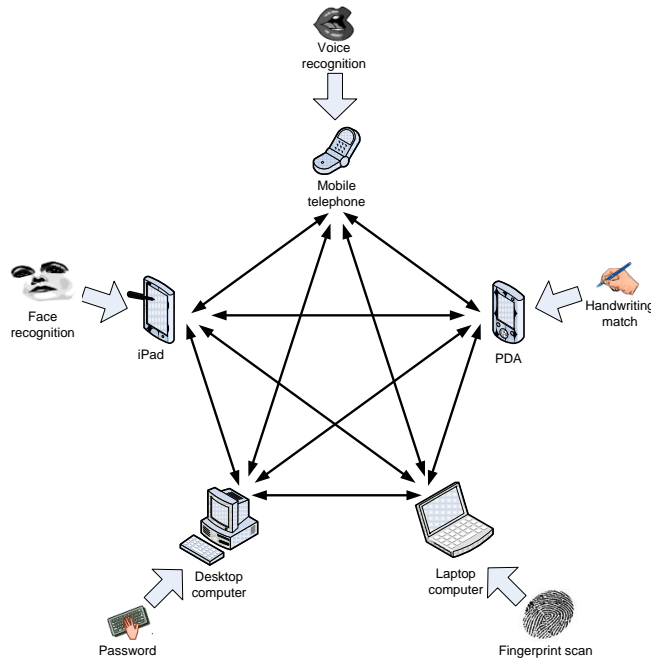 Voice
recognition
Mobile
telephone
Face
recognition
iPad
Handwriting
match
PDA
Desktop
computer
Laptop
computer
Password
Fingerprint scan